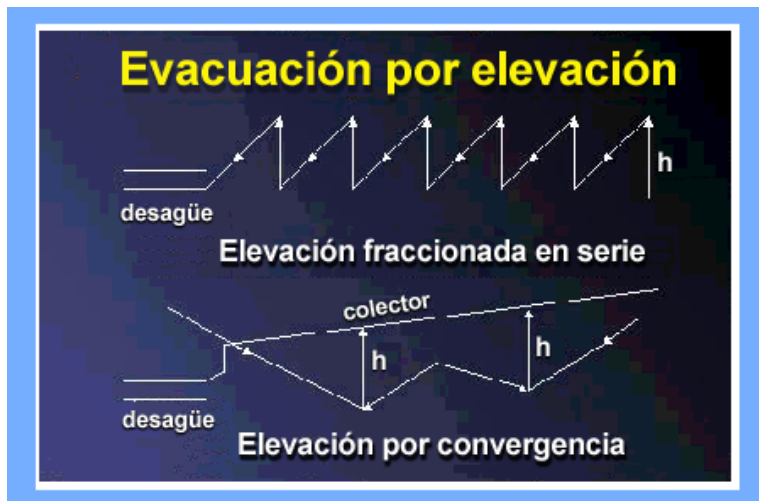 Evacuación por elevación
h
desagüe
Elevación fraccionada en serie
colector
h
h
desagüe
Elevación por convergencia